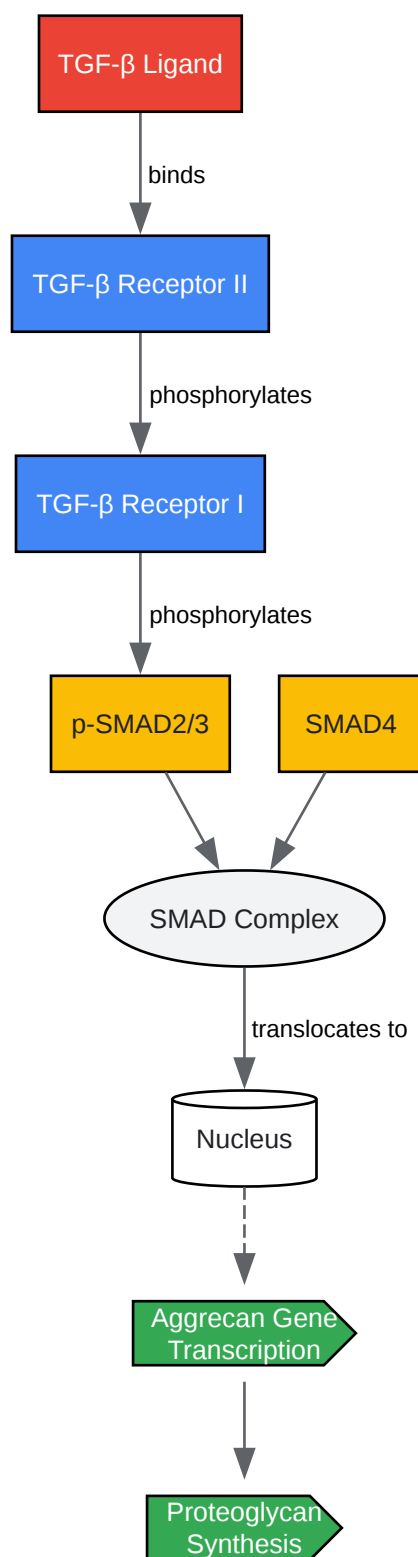 TGF-β Ligand
binds
TGF-β Receptor II
phosphorylates
TGF-β Receptor I
phosphorylates
p-SMAD2/3
SMAD4
SMAD Complex
translocates to
Nucleus
Aggrecan Gene
Transcription
Proteoglycan
Synthesis